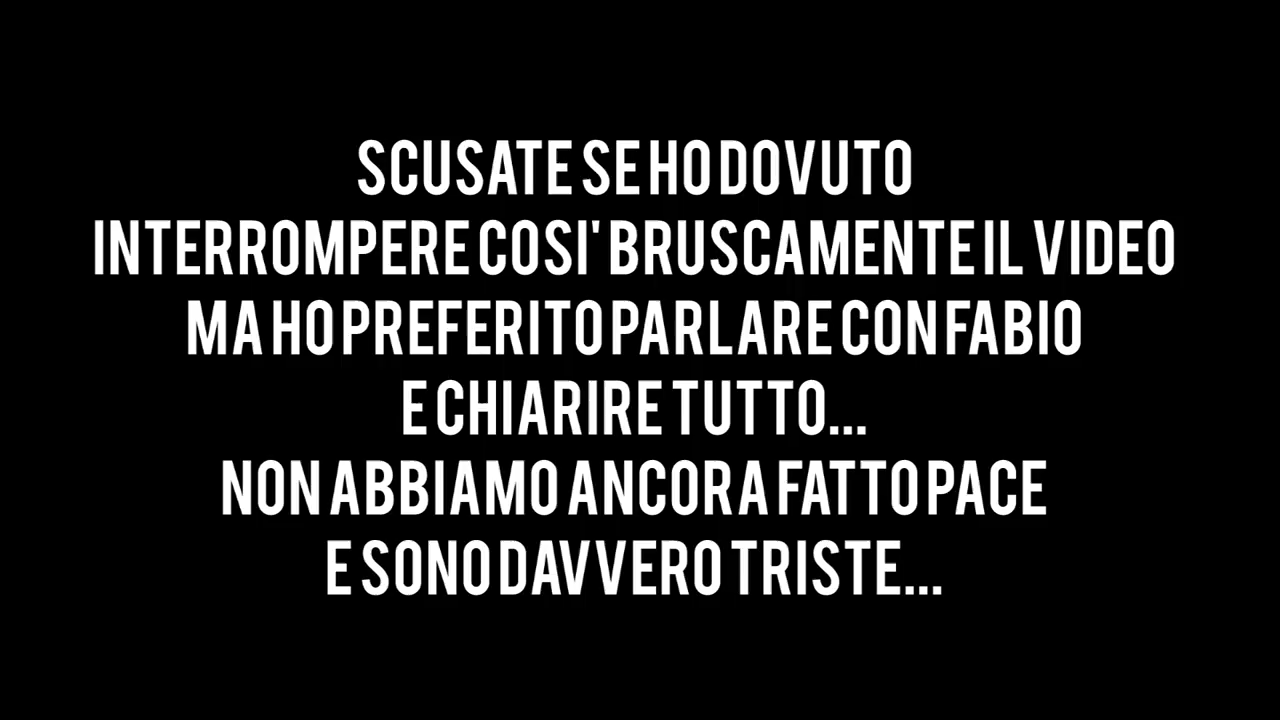 SCUSATE SE HO DOVUTO
INTERROMPERE COSI' BRUSCAMENTE IL VIDEO
MA HO PREFERITO PARLARE CON FABIO
E CHIARIRE TUTTO...
NON ABBIAMO ANCORA FATTO PACE
E SONO DAVVERO TRISTE...